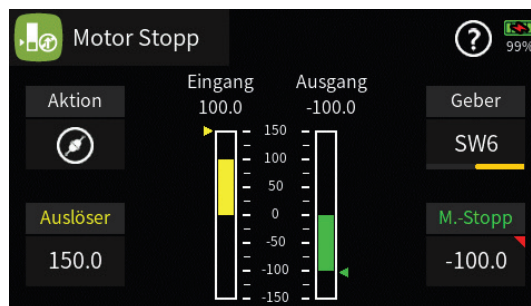 Motor Stopp
?
99%
Aktion
Eingang
100.0
Ausgang
-100.0
Geber
SW6
150
100
50
0
-50
-100
-150
Auslöser
150.0
M.-Stopp
-100.0